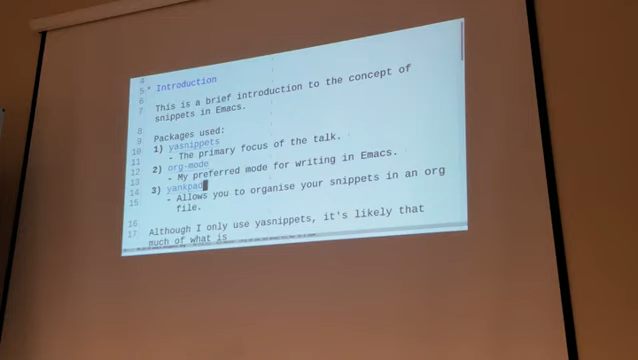 4
5 * Introduction
6
7 This is a brief introduction to the concept of
snippets in Emacs.
8
9 Packages used:
10 1) yasnippets
11 - The primary focus of the talk.
12 2) org-mode
13 - My preferred mode for writing in Emacs.
14 3) yankpad
15 - Allows you to organise your snippets in an org
file.
16
17 Although I only use yasnippets, it's likely that
much of what is